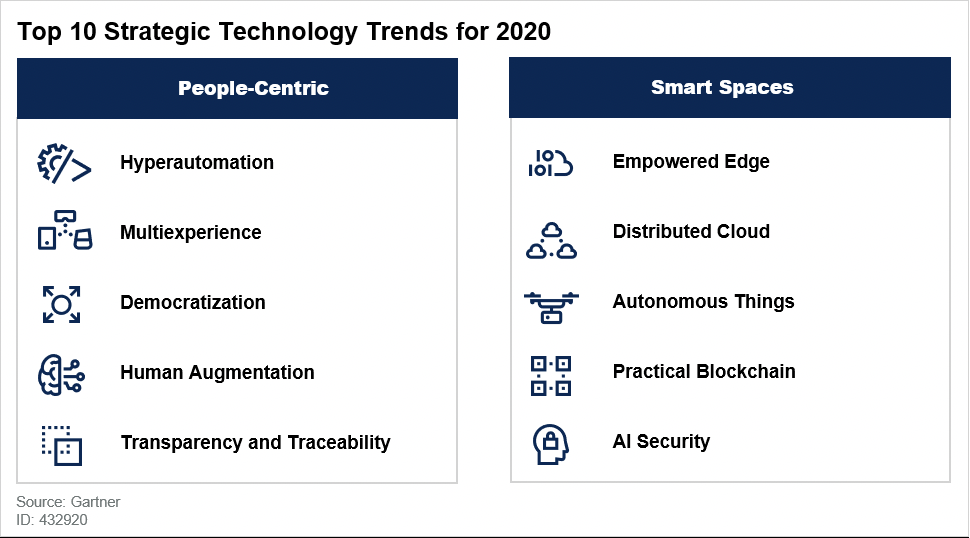 Top 10 Strategic Technology Trends for 2020
People-Centric
Hyperautomation
Multiexperience
Democratization
Human Augmentation
Transparency and Traceability
Smart Spaces
Empowered Edge
Distributed Cloud
Autonomous Things
Practical Blockchain
AI Security
Source: Gartner
ID: 432920